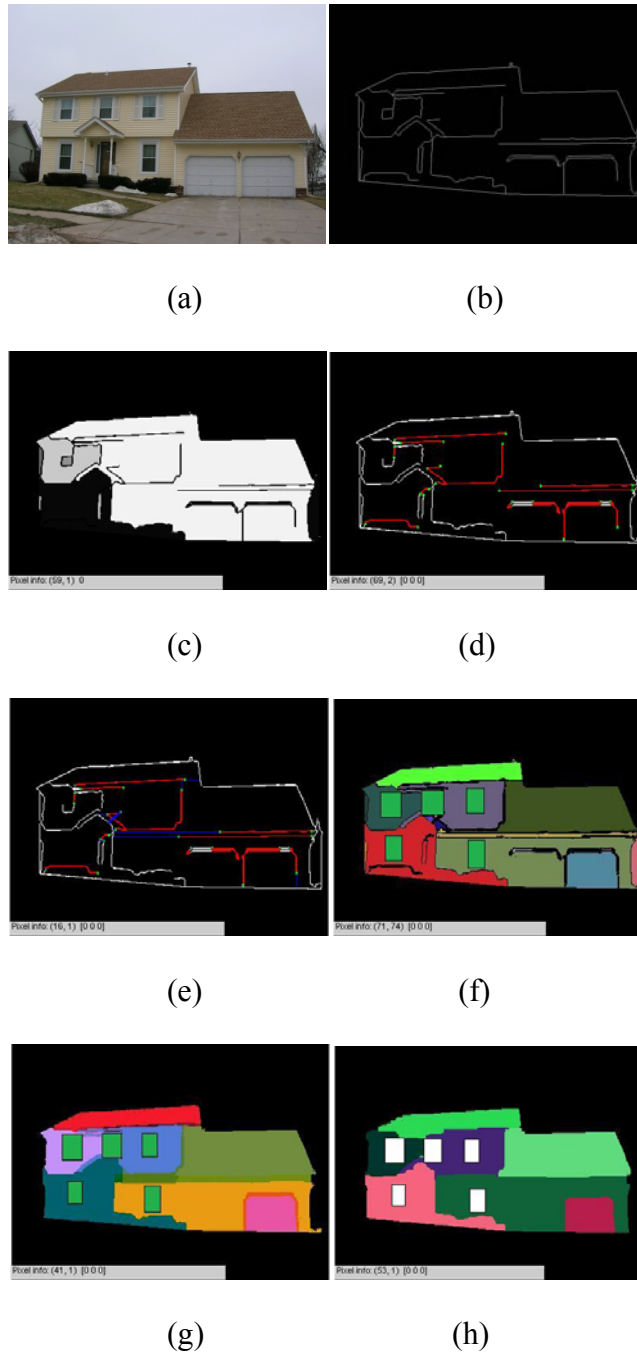 (a) (b)
Pixel info: (59, 1) 0
Pixel info: (69, 2) [0 0 0]
(c) (d)
Pixel info: (16, 1) [0 0 0]
Pixel info: (71, 74) [0 0 0]
(e) (f)
Pixel info: (41, 1) [0 0 0]
Pixel info: (53, 1) [0 0 0]
(g) (h)